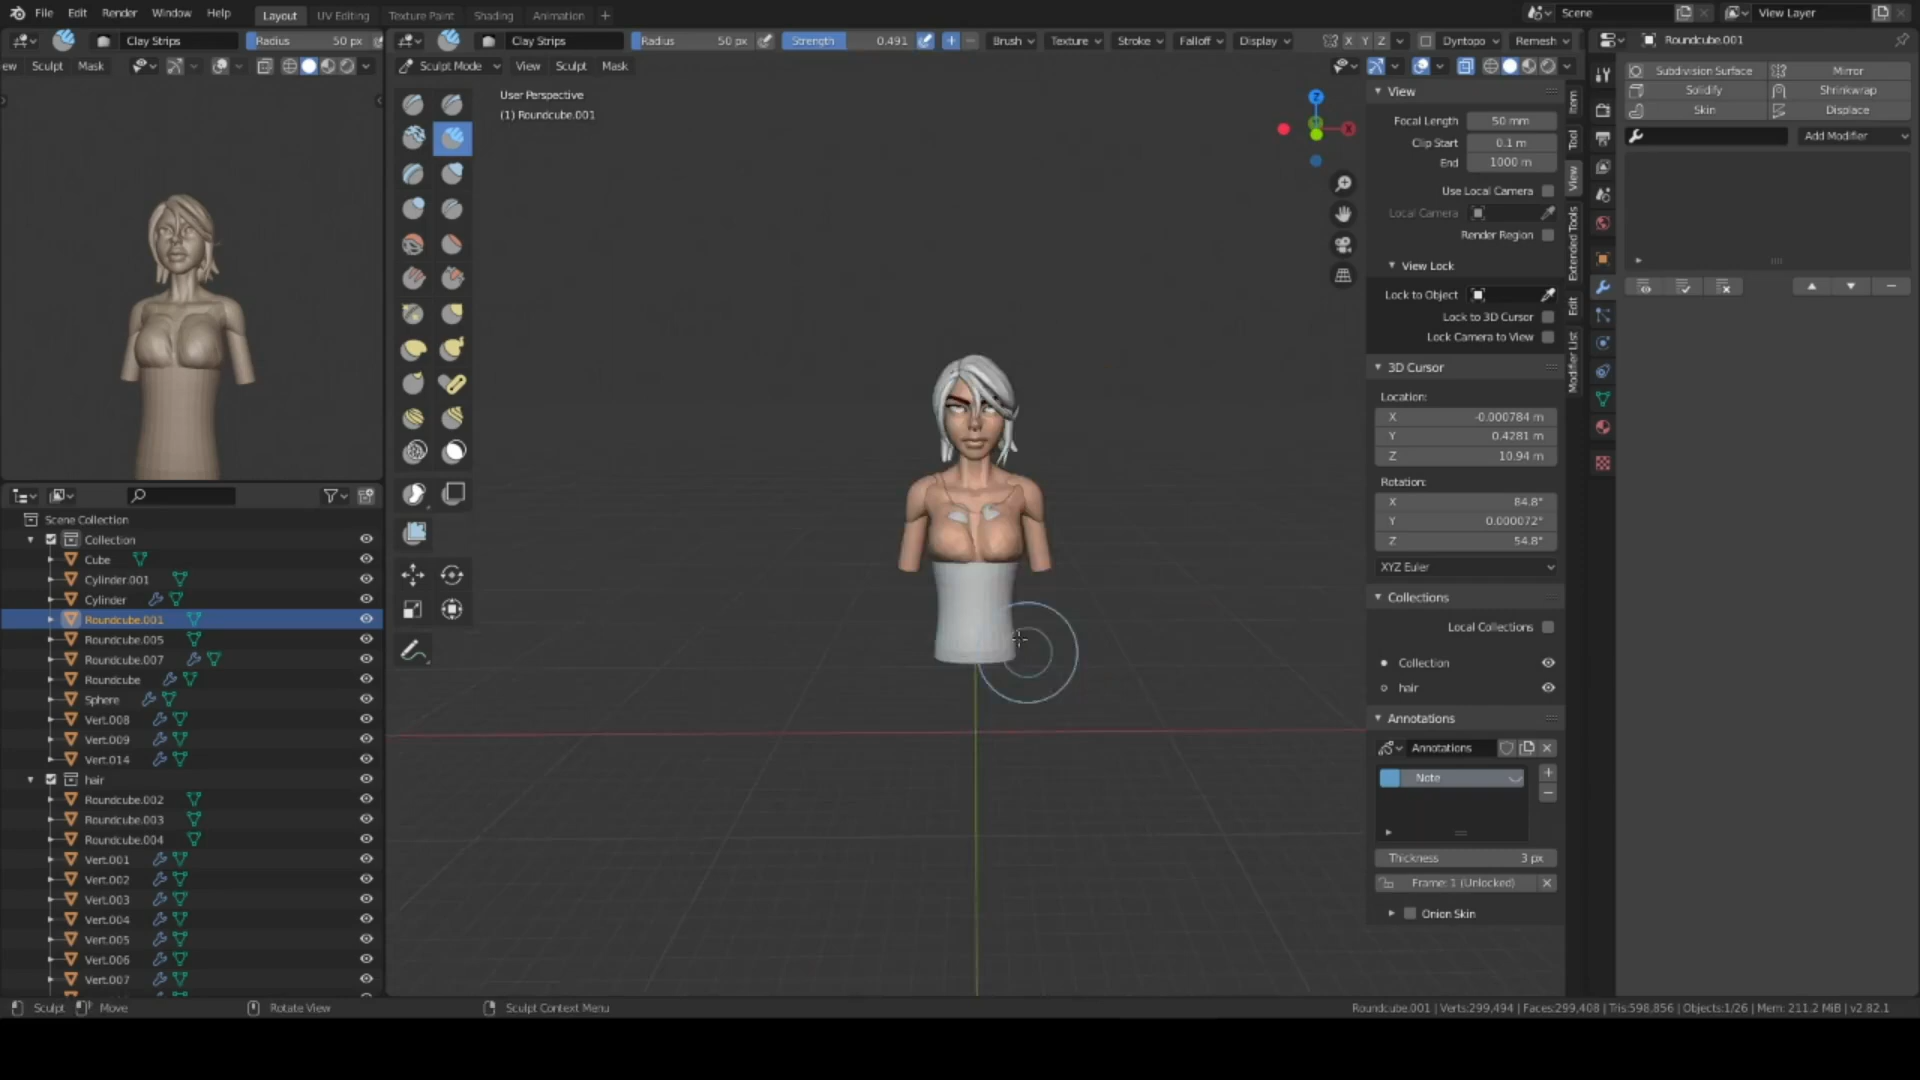 File Edit Render Window Help Layout UV Editing Texture Paint Shading Animation + Scene View Layer
Clay Strips Radius 50 px Clay Strips Radius 50 px Strength 0.491 Brush Texture Stroke Falloff Display X Y Z Dyntopo Remesh Roundcube.001
ew Sculpt Mask Sculpt Mode View Sculpt Mask
User Perspective
(1) Roundcube.001
View
Focal Length 50 mm
Clip Start 0.1 m
End 1000 m
Use Local Camera
Local Camera
Render Region
View Lock
Lock to Object
Lock to 3D Cursor
Lock Camera to View
3D Cursor
Location:
X -0.000784 m
Y 0.4281 m
Z 10.94 m
Rotation:
X 84.8°
Y 0.000072°
Z 54.8°
XYZ Euler
Collections
Local Collections
Collection
hair
Annotations
Annotations
Note
Thickness 3 px
Frame: 1 (Unlocked)
Onion Skin
Item
Tool
View
Extended Tools
Edit
Modifier List
Subdivision Surface Mirror
Solidify Shrinkwrap
Skin Displace
Add Modifier
Z
X
Scene Collection
Collection
Cube
Cylinder.001
Cylinder
Roundcube.001
Roundcube.005
Roundcube.007
Roundcube
Sphere
Vert.008
Vert.009
Vert.014
hair
Roundcube.002
Roundcube.003
Roundcube.004
Vert.001
Vert.002
Vert.003
Vert.004
Vert.005
Vert.006
Vert.007
Sculpt Move Rotate View Sculpt Context Menu Roundcube.001 | Verts:299,494 | Faces:299,408 | Tris:598,856 | Objects:1/26 | Mem: 211.2 MiB | v2.82.1